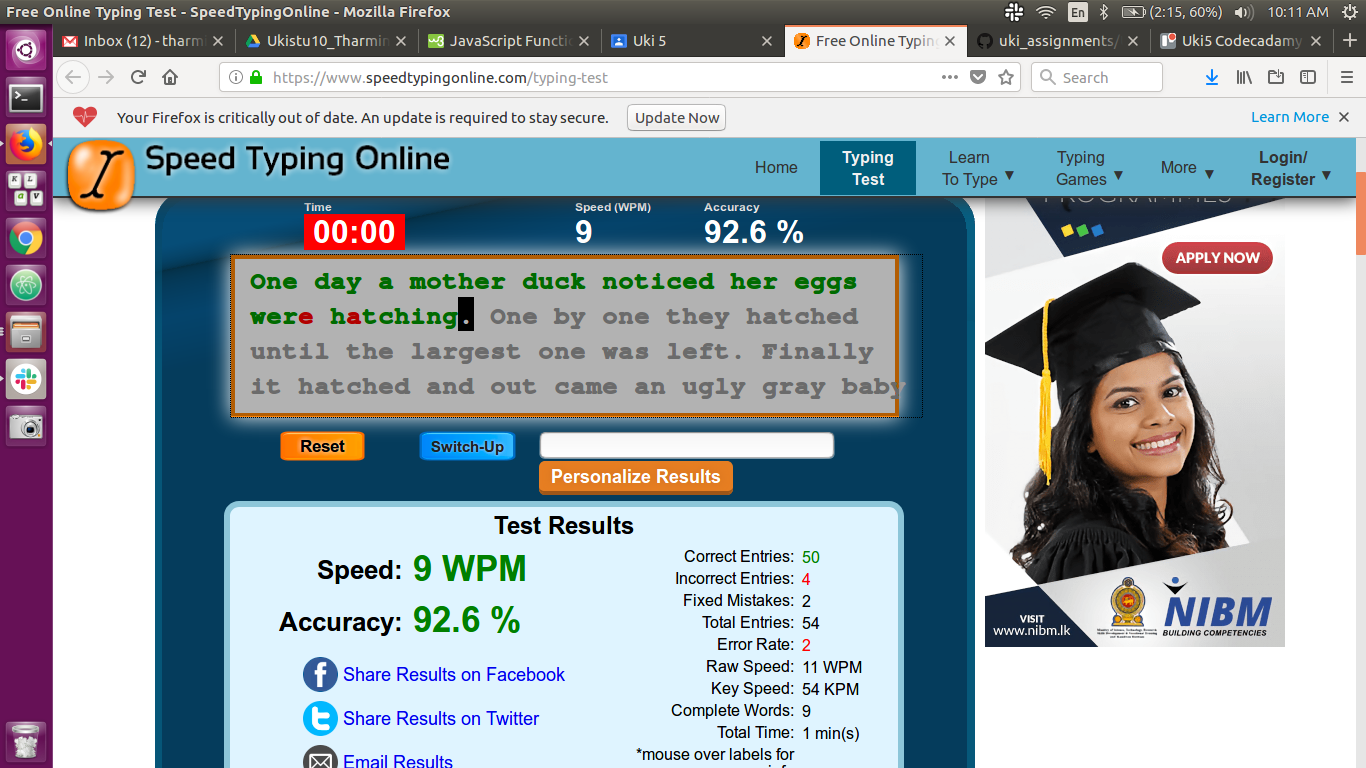 Free Online Typing Test - SpeedTypingOnline - Mozilla Firefox
En
(2:15, 60%)
10:11 AM
Inbox (12) - tharmi
Ukistu10_Tharmin
JavaScript Functi
Uki 5
Free Online Typing
uki_assignments/
Uki5 Codecadamy
https://www.speedtypingonline.com/typing-test
Search
Your Firefox is critically out of date. An update is required to stay secure.
Update Now
Learn More
Speed Typing Online
Home
Typing
Test
Learn
To Type ▼
Typing
Games ▼
More ▼
Login/
Register ▼
Time
00:00
Speed (WPM)
9
Accuracy
92.6 %
One day a mother duck noticed her eggs
were hatching. One by one they hatched
until the largest one was left. Finally
it hatched and out came an ugly gray baby
Reset
Switch-Up
Personalize Results
Test Results
Speed: 9 WPM
Accuracy: 92.6 %
Share Results on Facebook
Share Results on Twitter
Email Results
Correct Entries: 50
Incorrect Entries: 4
Fixed Mistakes: 2
Total Entries: 54
Error Rate: 2
Raw Speed: 11 WPM
Key Speed: 54 KPM
Complete Words: 9
Total Time: 1 min(s)
*mouse over labels for
PROGRAMMES
APPLY NOW
VISIT
www.nibm.lk
NIBM
BUILDING COMPETENCIES